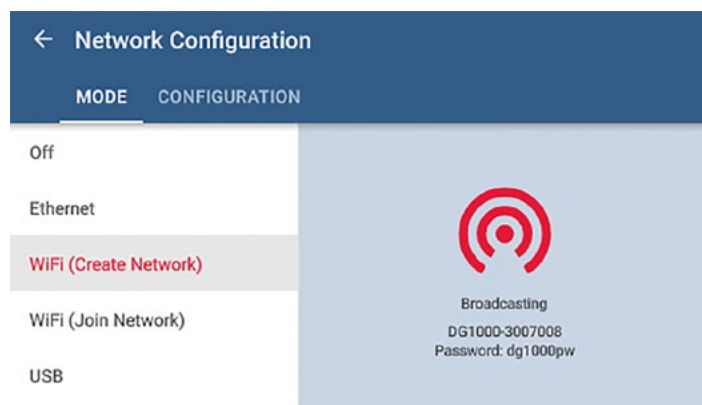 Network Configuration
MODE CONFIGURATION
Off
Ethernet
WiFi (Create Network)
WiFi (Join Network)
USB
Broadcasting
DG1000-3007008
Password: dg1000pw